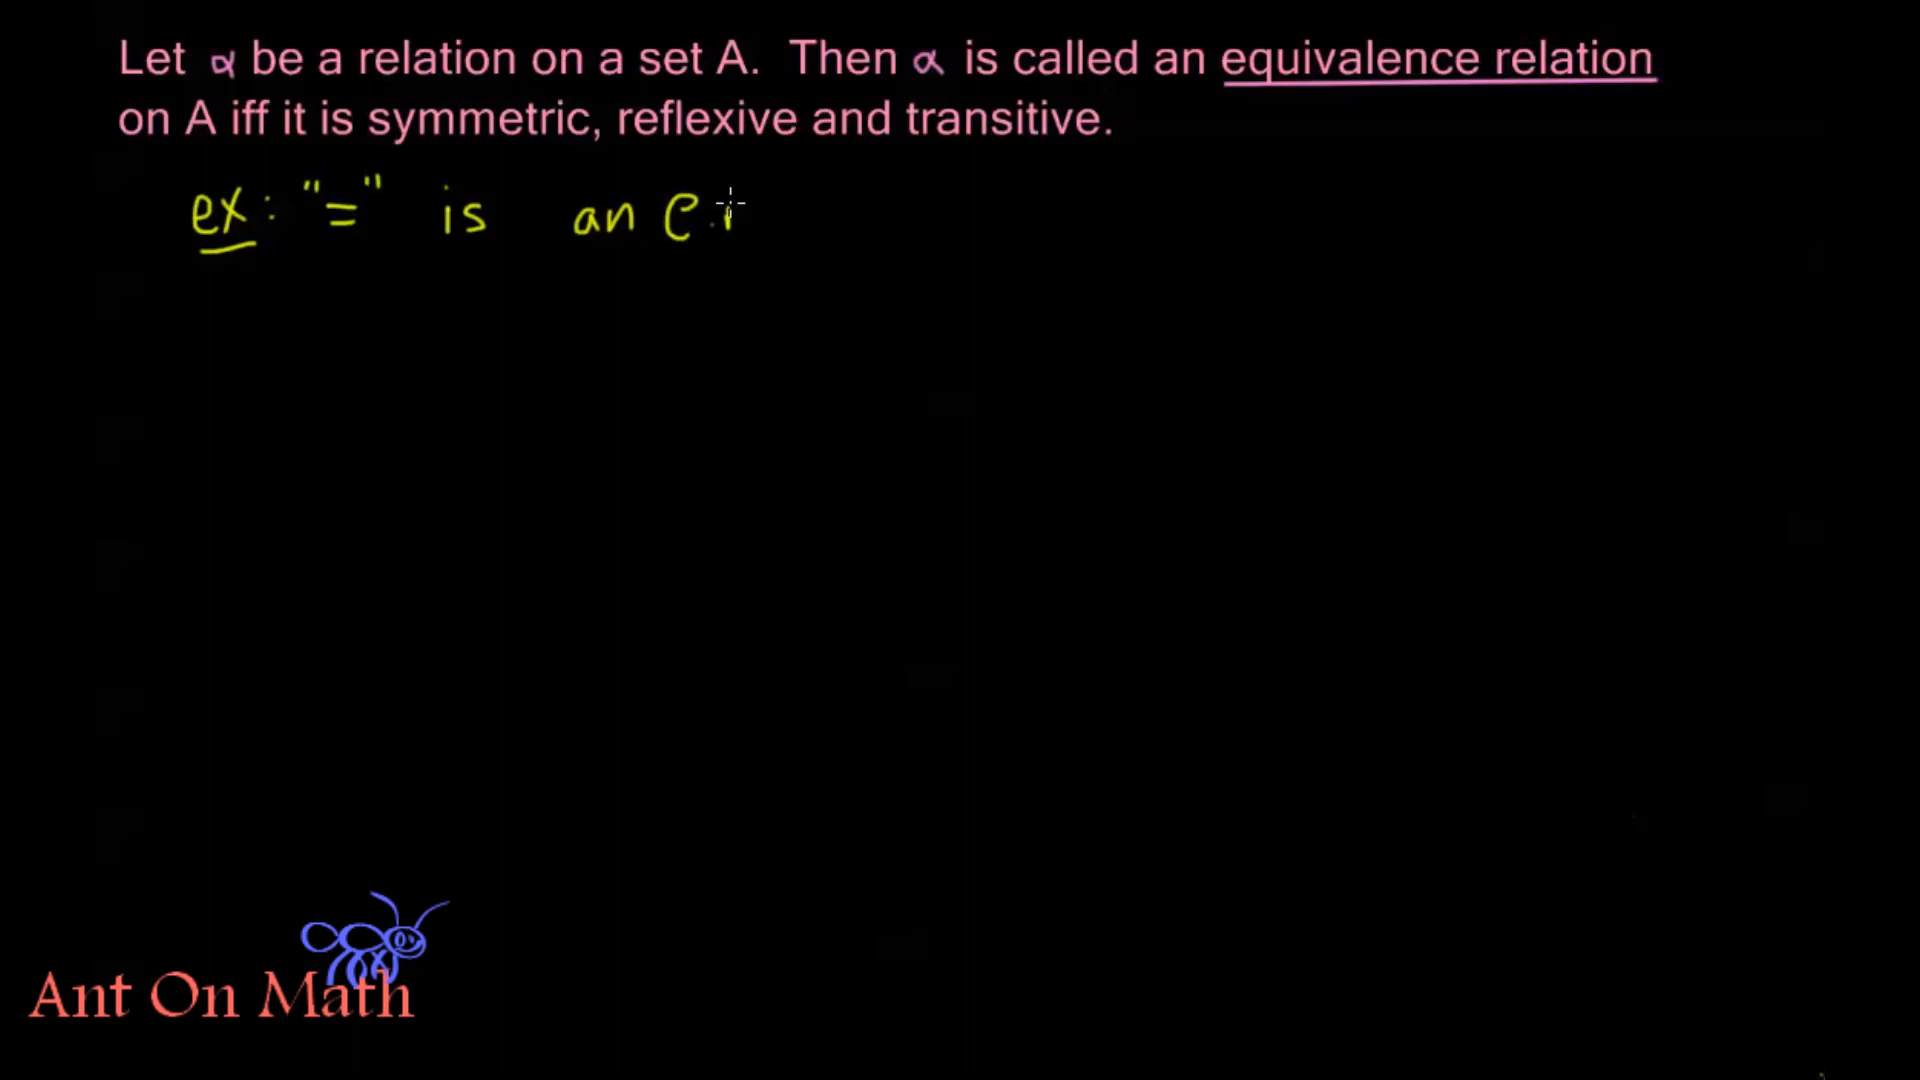 Let α be a relation on a set A. Then α is called an equivalence relation
on A iff it is symmetric, reflexive and transitive.
ex: "=" is an e.r
Ant On Math